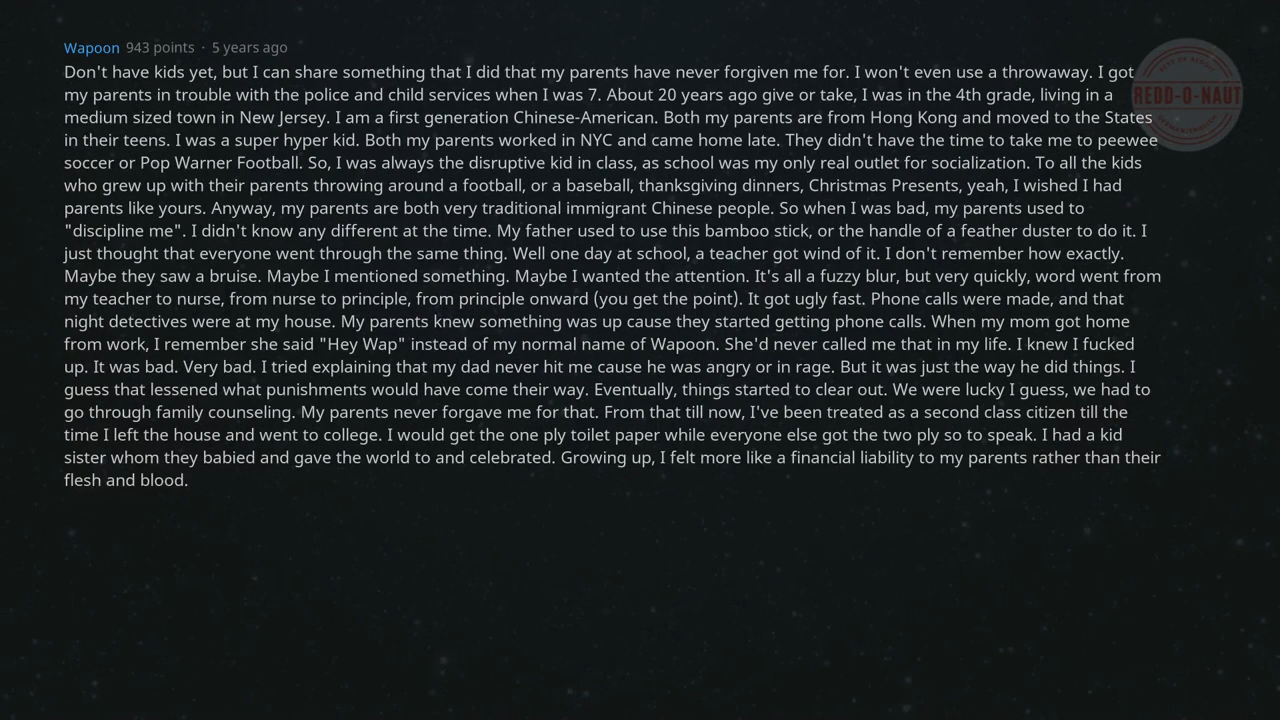 Wapoon 943 points · 5 years ago
Don't have kids yet, but I can share something that I did that my parents have never forgiven me for. I won't even use a throwaway. I got
my parents in trouble with the police and child services when I was 7. About 20 years ago give or take, I was in the 4th grade, living in a
REDD-O-NAUT
medium sized town in New Jersey. I am a first generation Chinese-American. Both my parents are from Hong Kong and moved to the States
in their teens. I was a super hyper kid. Both my parents worked in NYC and came home late. They didn't have the time to take me to peewee
soccer or Pop Warner Football. So, I was always the disruptive kid in class, as school was my only real outlet for socialization. To all the kids
who grew up with their parents throwing around a football, or a baseball, thanksgiving dinners, Christmas Presents, yeah, I wished I had
parents like yours. Anyway, my parents are both very traditional immigrant Chinese people. So when I was bad, my parents used to
"discipline me". I didn't know any different at the time. My father used to use this bamboo stick, or the handle of a feather duster to do it. I
just thought that everyone went through the same thing. Well one day at school, a teacher got wind of it. I don't remember how exactly.
Maybe they saw a bruise. Maybe I mentioned something. Maybe I wanted the attention. It's all a fuzzy blur, but very quickly, word went from
my teacher to nurse, from nurse to principle, from principle onward (you get the point). It got ugly fast. Phone calls were made, and that
night detectives were at my house. My parents knew something was up cause they started getting phone calls. When my mom got home
from work, I remember she said "Hey Wap" instead of my normal name of Wapoon. She'd never called me that in my life. I knew I fucked
up. It was bad. Very bad. I tried explaining that my dad never hit me cause he was angry or in rage. But it was just the way he did things. I
guess that lessened what punishments would have come their way. Eventually, things started to clear out. We were lucky I guess, we had to
go through family counseling. My parents never forgave me for that. From that till now, I've been treated as a second class citizen till the
time I left the house and went to college. I would get the one ply toilet paper while everyone else got the two ply so to speak. I had a kid
sister whom they babied and gave the world to and celebrated. Growing up, I felt more like a financial liability to my parents rather than their
flesh and blood.